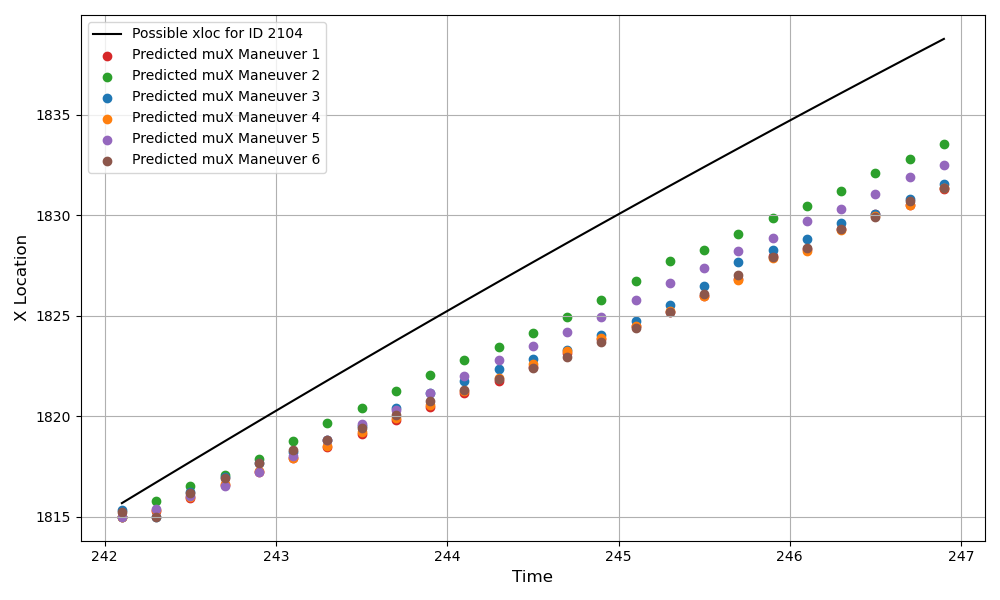 Possible xloc for ID 2104
Predicted muX Maneuver 1
Predicted muX Maneuver 2
Predicted muX Maneuver 3
Predicted muX Maneuver 4
Predicted muX Maneuver 5
Predicted muX Maneuver 6
1835
1830
1825
1820
1815
X Location
242
243
244
245
246
247
Time